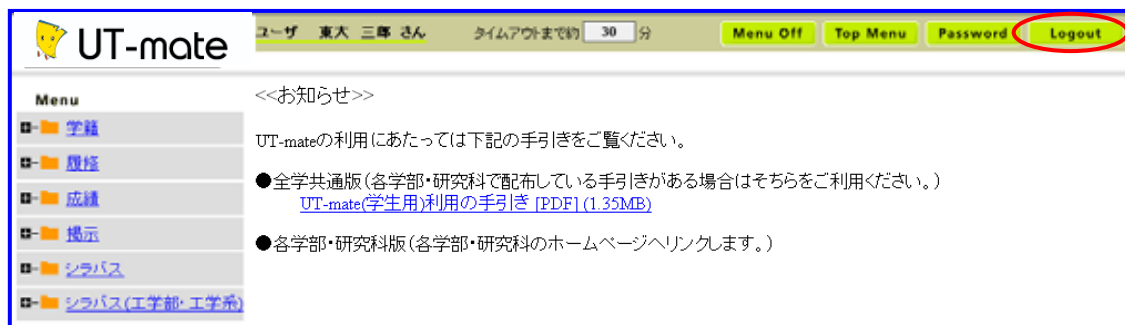 UT-mate
ユーザ 東大 三郎 さん タイムアウトまで約 30 分 Menu Off Top Menu Password Logout
Menu
学籍
履修
成績
掲示
シラバス
シラバス(工学部・工学系)
<<お知らせ>>
UT-mateの利用にあたっては下記の手引きをご覧ください。
●全学共通版(各学部・研究科で配布している手引きがある場合はそちらをご利用ください。)
UT-mate(学生用)利用の手引き [PDF] (1.35MB)
●各学部・研究科版(各学部・研究科のホームページへリンクします。)